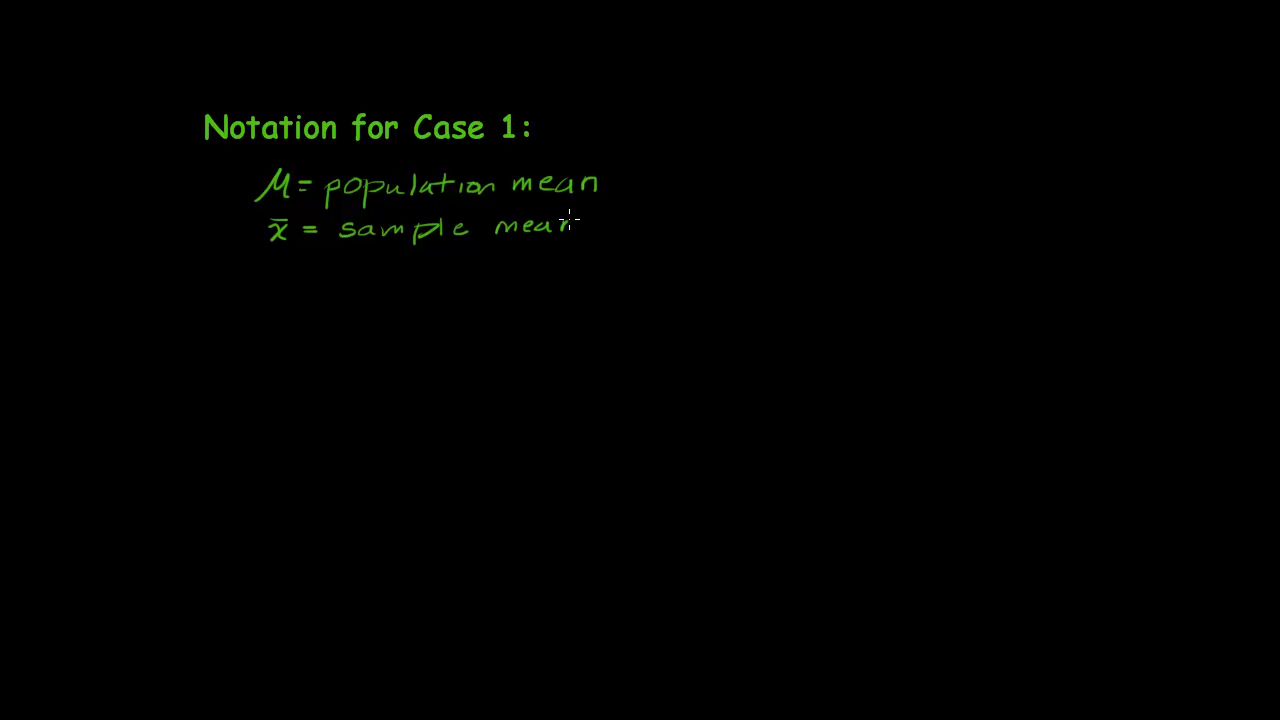 Notation for Case 1:
μ = population mean
x̄ = sample mean